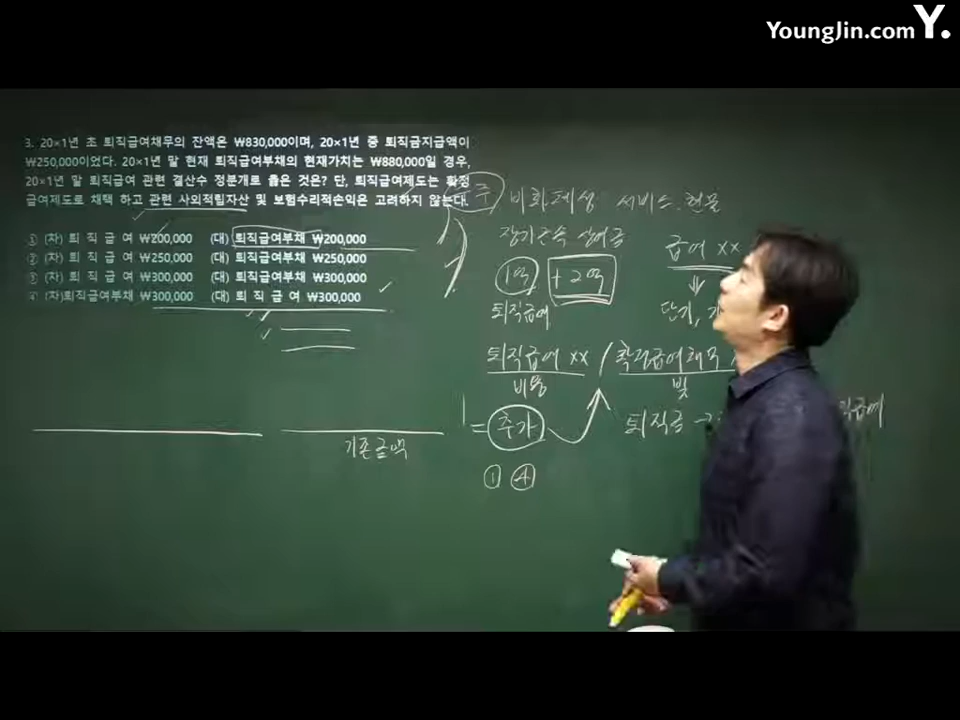 YoungJin.com Y.
3. 20×1년 초 퇴직급여채무의 잔액은 ₩830,000이며, 20×1년 중 퇴직금지급액이
₩250,000이었다. 20×1년 말 현재 퇴직급여부채의 현재가치는 ₩880,000일 경우,
20×1년 말 퇴직급여 관련 결산수 정분개로 옳은 것은? 단, 퇴직급여제도는 확정
급여제도로 채택 하고 관련 사외적립자산 및 보험수리적손익은 고려하지 않는다.
① (차) 퇴 직 급 여 ₩200,000 (대) 퇴직급여부채 ₩200,000
② (차) 퇴 직 급 여 ₩250,000 (대) 퇴직급여부채 ₩250,000
③ (차) 퇴 직 급 여 ₩300,000 (대) 퇴직급여부채 ₩300,000
④ (차)퇴직급여부채 ₩300,000 (대) 퇴 직 급 여 ₩300,000
주 비화폐성 서비스. 현물
장기근속 상여금
급여 xx
1억 + 2억
퇴직급여
단기,
퇴직급여 xx / 확정급여채무
비용 빚
= 추가
퇴직금 →
기존금액
① ④